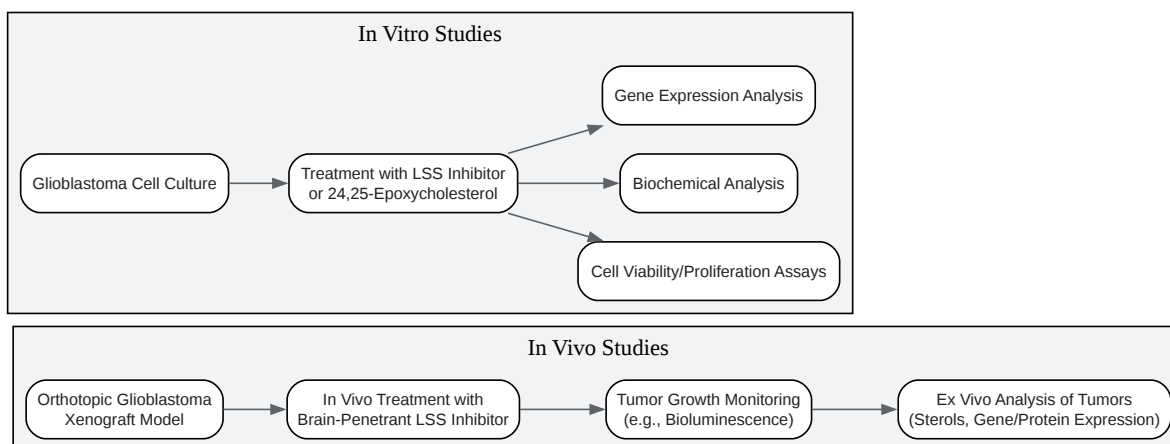 In Vitro Studies
Gene Expression Analysis
Glioblastoma Cell Culture
Treatment with LSS Inhibitor
or 24,25-Epoxycholesterol
Biochemical Analysis
Cell Viability/Proliferation Assays
In Vivo Studies
Orthotopic Glioblastoma
Xenograft Model
In Vivo Treatment with
Brain-Penetrant LSS Inhibitor
Tumor Growth Monitoring
(e.g., Bioluminescence)
Ex Vivo Analysis of Tumors
(Sterols, Gene/Protein Expression)